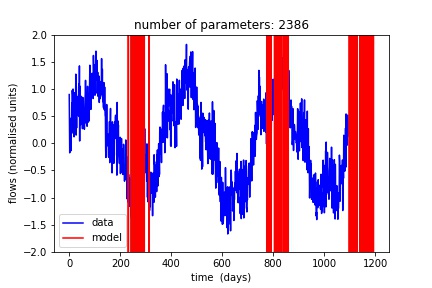 number of parameters: 2386
flows (normalised units)
2.0
1.5
1.0
0.5
0.0
−0.5
−1.0
−1.5
−2.0
data
model
0 200 400 600 800 1000 1200
time (days)